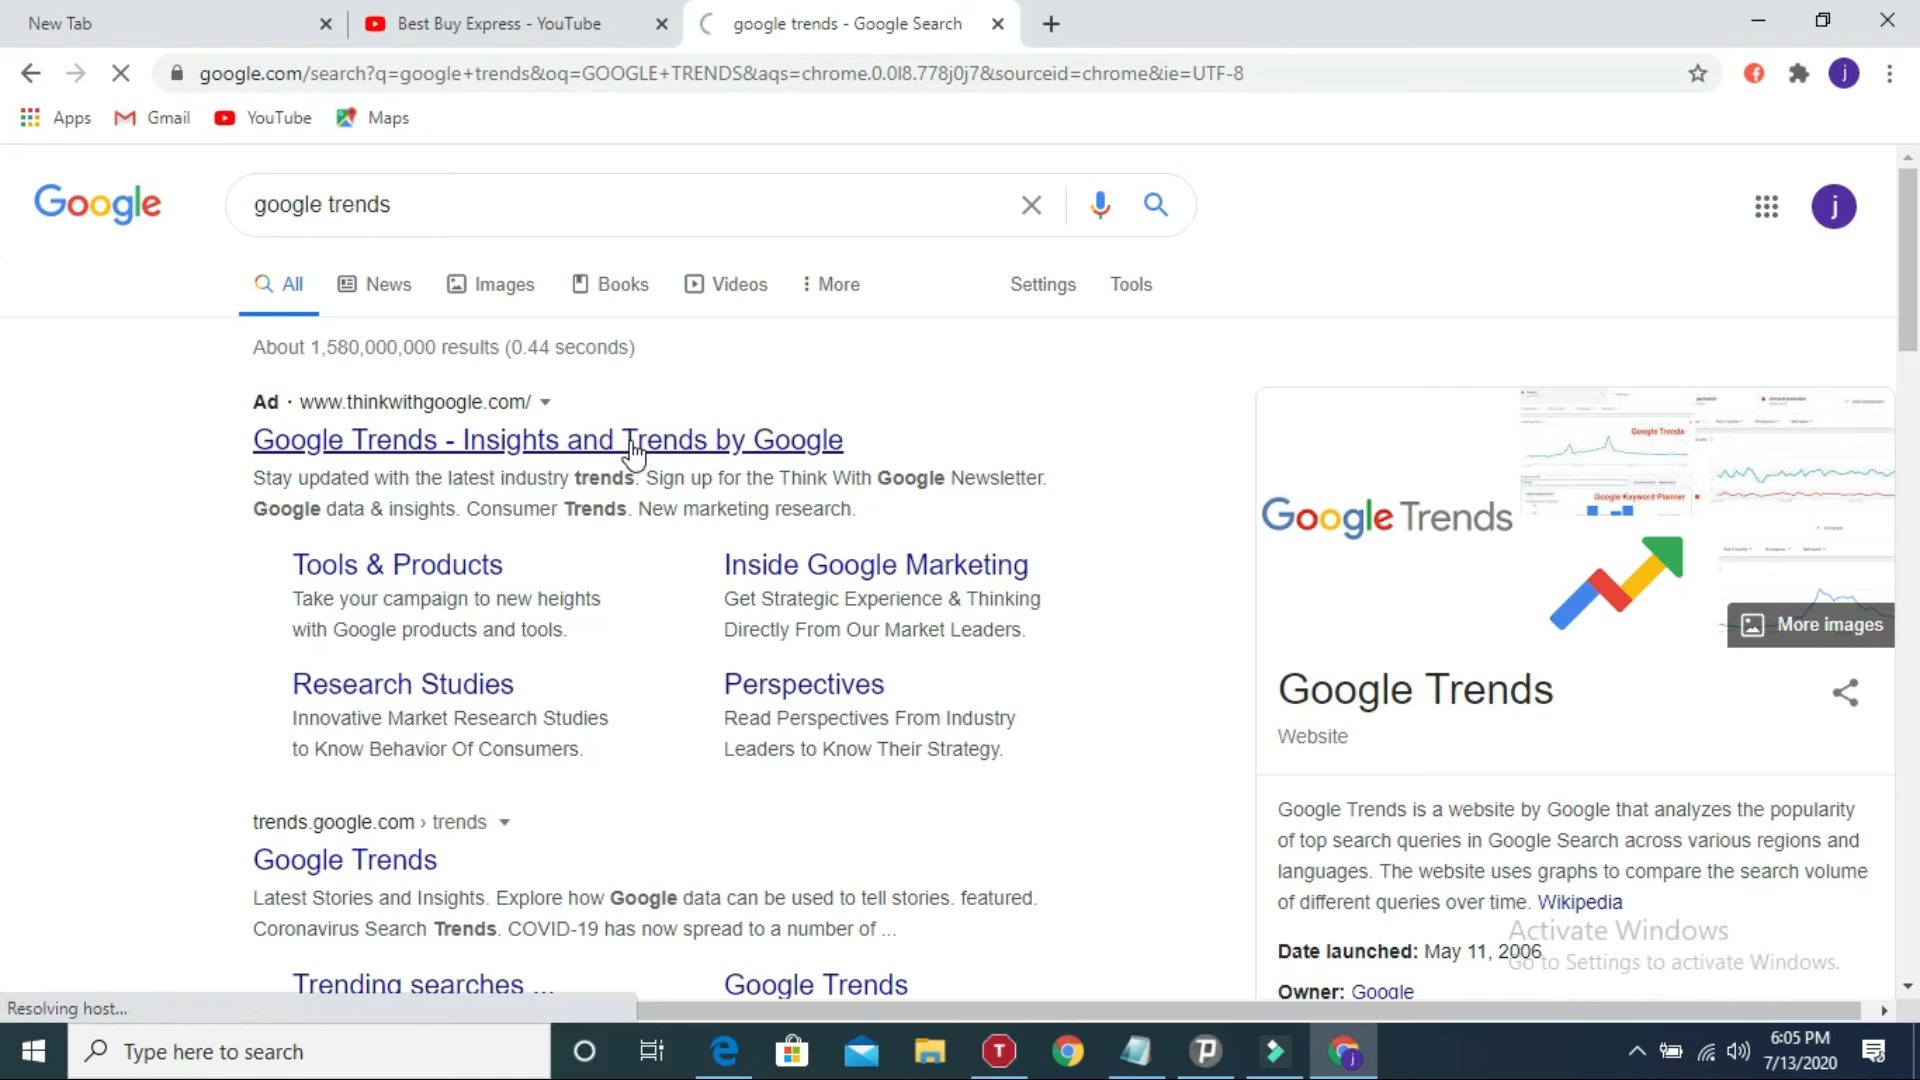 New Tab
Best Buy Express - YouTube
google trends - Google Search
google.com/search?q=google+trends&oq=GOOGLE+TRENDS&aqs=chrome.0.0l8.778j0j7&sourceid=chrome&ie=UTF-8
j
Apps
Gmail
YouTube
Maps
Google
google trends
j
All
News
Images
Books
Videos
More
Settings
Tools
About 1,580,000,000 results (0.44 seconds)
Ad · www.thinkwithgoogle.com/
Google Trends - Insights and Trends by Google
Stay updated with the latest industry trends. Sign up for the Think With Google Newsletter.
Google data & insights. Consumer Trends. New marketing research.
Tools & Products
Take your campaign to new heights
with Google products and tools.
Inside Google Marketing
Get Strategic Experience & Thinking
Directly From Our Market Leaders.
Research Studies
Innovative Market Research Studies
to Know Behavior Of Consumers.
Perspectives
Read Perspectives From Industry
Leaders to Know Their Strategy.
trends.google.com › trends
Google Trends
Latest Stories and Insights. Explore how Google data can be used to tell stories. featured.
Coronavirus Search Trends. COVID-19 has now spread to a number of ...
Trending searches ...
Google Trends
Google Trends
Google Keyword Planner
Google Trends
More images
Google Trends
Website
Google Trends is a website by Google that analyzes the popularity
of top search queries in Google Search across various regions and
languages. The website uses graphs to compare the search volume
of different queries over time. Wikipedia
Date launched: May 11, 2006
Owner: Google
Activate Windows
Go to Settings to activate Windows.
Resolving host...
Type here to search
T
j
6:05 PM
7/13/2020